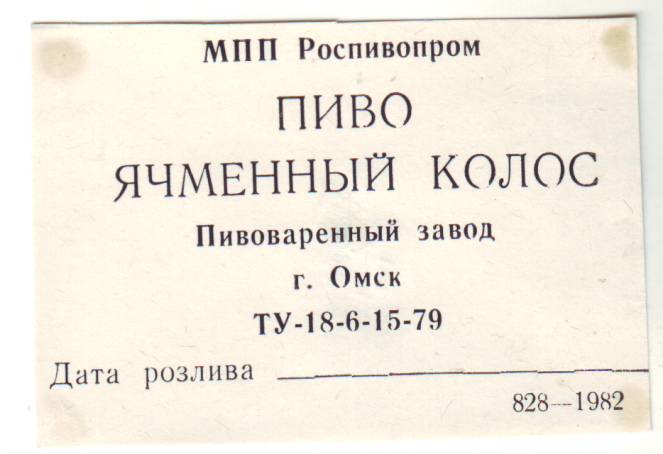 МПП Роспивопром
ПИВО
ЯЧМЕННЫЙ КОЛОС
Пивоваренный завод
г. Омск
ТУ-18-6-15-79
Дата розлива
828—1982